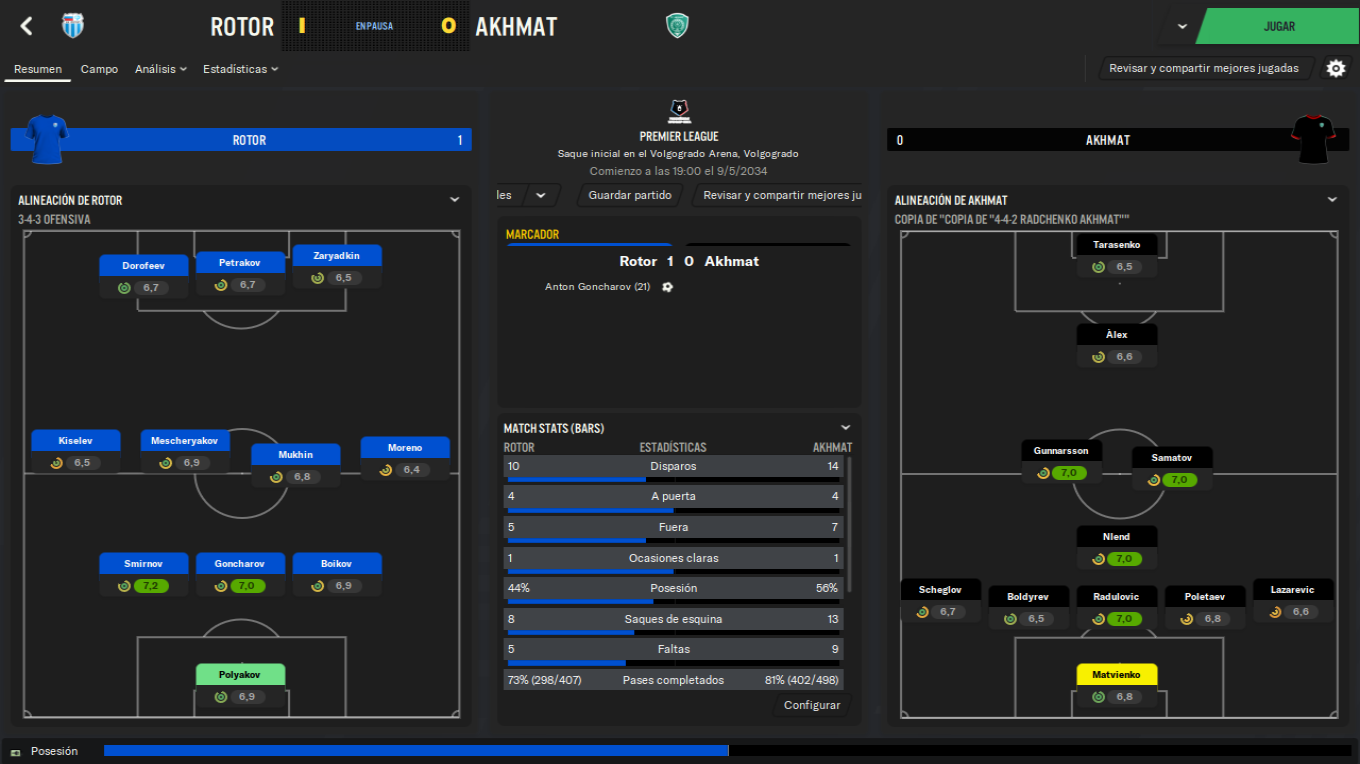 ROTOR 1 EN PAUSA 0 AKHMAT
JUGAR
Resumen Campo Análisis Estadísticas
Revisar y compartir mejores jugadas
ROTOR 1
PREMIER LEAGUE
Saque inicial en el Volgogrado Arena, Volgogrado
Comienzo a las 19:00 el 9/5/2034
les Guardar partido Revisar y compartir mejores ju
0 AKHMAT
ALINEACIÓN DE ROTOR
3-4-3 OFENSIVA
Dorofeev
6,7
Petrakov
6,7
Zaryadkin
6,5
Kiselev
6,5
Mescheryakov
6,9
Mukhin
6,8
Moreno
6,4
Smirnov
7,2
Goncharov
7,0
Boikov
6,9
Polyakov
6,9
MARCADOR
Rotor 1 0 Akhmat
Anton Goncharov (21)
MATCH STATS (BARS)
ROTOR ESTADÍSTICAS AKHMAT
10 Disparos 14
4 A puerta 4
5 Fuera 7
1 Ocasiones claras 1
44% Posesión 56%
8 Saques de esquina 13
5 Faltas 9
73% (298/407) Pases completados 81% (402/498)
Configurar
ALINEACIÓN DE AKHMAT
COPIA DE "COPIA DE "4-4-2 RADCHENKO AKHMAT""
Tarasenko
6,5
Àlex
6,6
Gunnarsson
7,0
Samatov
7,0
Nlend
7,0
Scheglov
6,7
Boldyrev
6,5
Radulovic
7,0
Poletaev
6,8
Lazarevic
6,6
Matvienko
6,8
Posesión